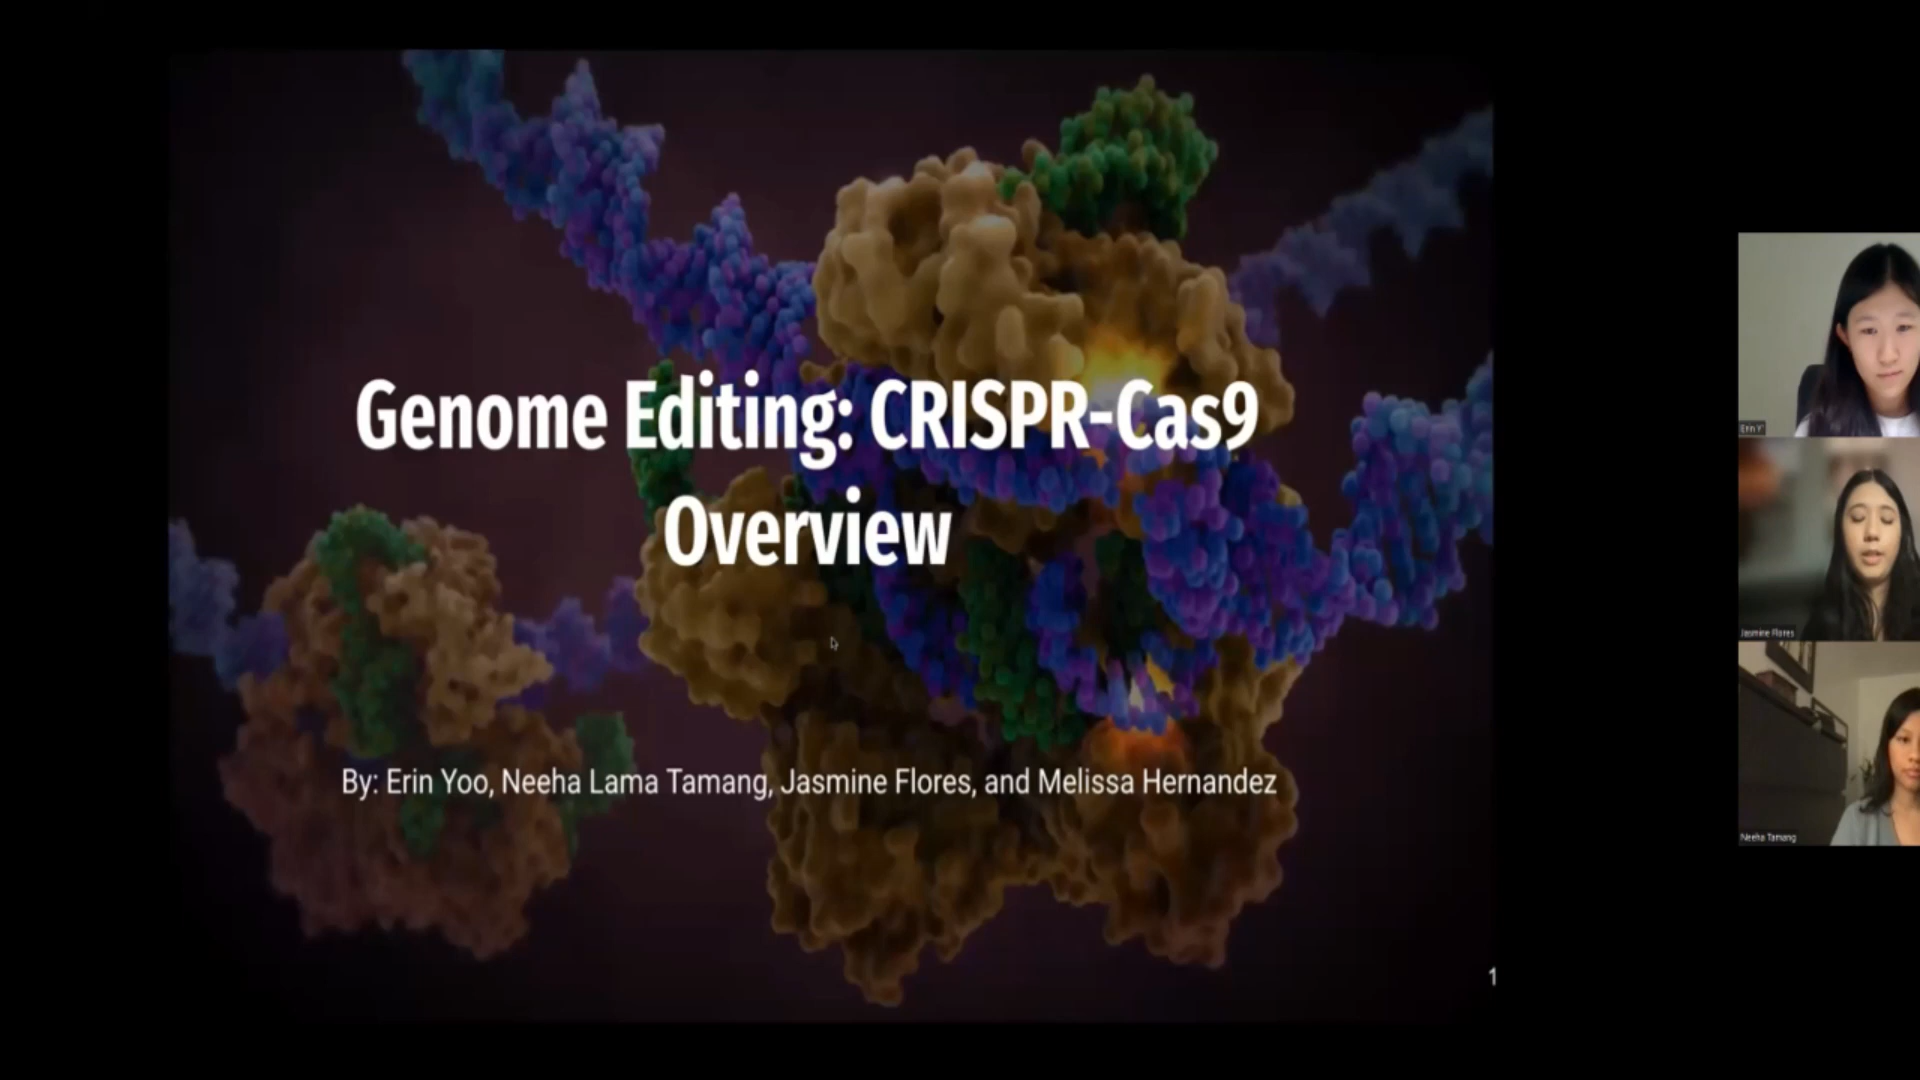 Genome Editing: CRISPR-Cas9
Overview
By: Erin Yoo, Neeha Lama Tamang, Jasmine Flores, and Melissa Hernandez
1
Erin Y
Jasmine Flores
Neeha Tamang